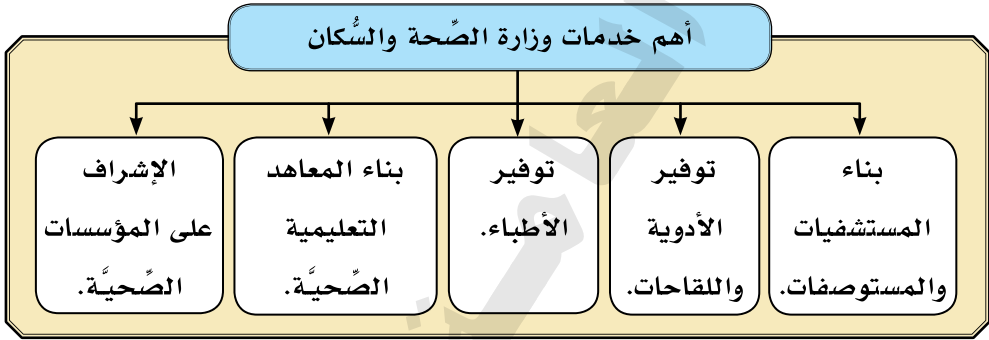 أهم خدمات وزارة الصِّحة والسُّكان
بناء
المستشفيات
والمستوصفات.
توفير
الأدوية
واللقاحات.
توفير
الأطباء.
بناء المعاهد
التعليمية
الصِّحيَّة.
الإشراف
على المؤسسات
الصِّحيَّة.